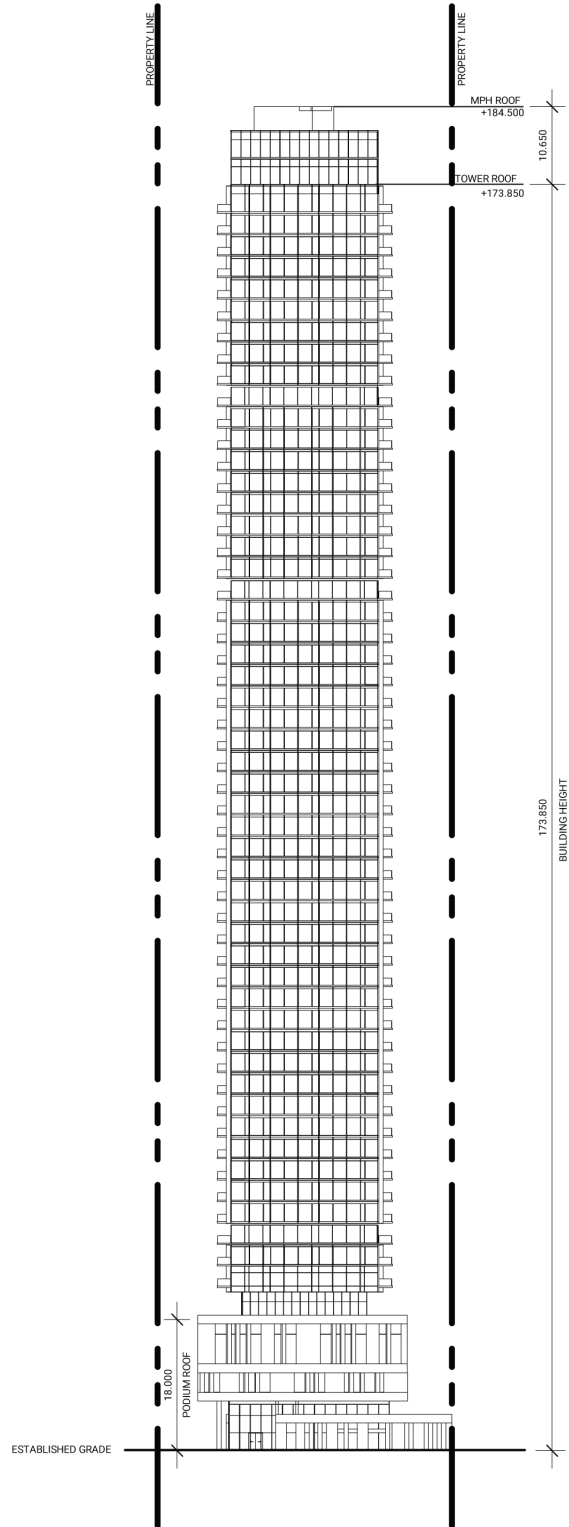 PROPERTY LINE
PROPERTY LINE
MPH ROOF
+184.500
10.650
TOWER ROOF
+173.850
173.850
BUILDING HEIGHT
18.000
PODIUM ROOF
ESTABLISHED GRADE